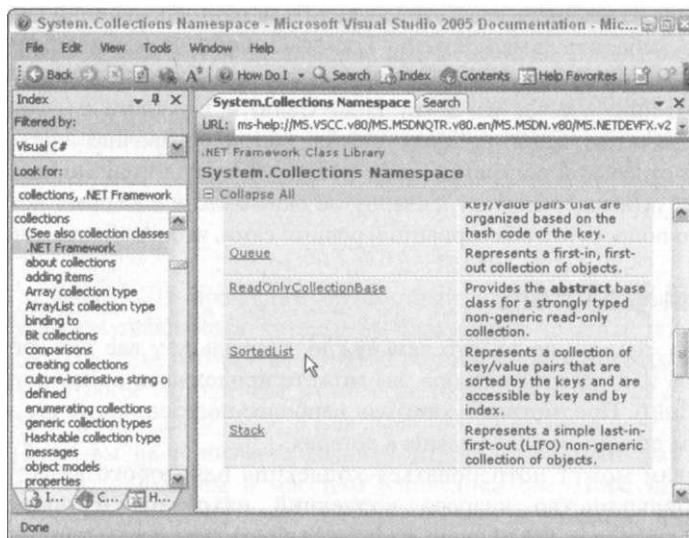 System.Collections Namespace - Microsoft Visual Studio 2005 Documentation - Mic...
File Edit View Tools Window Help
Back How Do I Search Index Contents Help Favorites
Index
Filtered by:
Visual C#
Look for:
collections, .NET Framework
collections
(See also collection classes
.NET Framework
about collections
adding items
Array collection type
ArrayList collection type
binding to
Bit collections
comparisons
creating collections
culture-insensitive string o
defined
enumerating collections
generic collection types
Hashtable collection type
messages
object models
properties
I... C... H...
System.Collections Namespace Search
URL: ms-help://MS.VSCC.v80/MS.MSDNQTR.v80.en/MS.MSDN.v80/MS.NETDEVFX.v2
.NET Framework Class Library
System.Collections Namespace
Collapse All
key/value pairs that are
organized based on the
hash code of the key.
Queue
Represents a first-in, first-
out collection of objects.
ReadOnlyCollectionBase
Provides the abstract base
class for a strongly typed
non-generic read-only
collection.
SortedList
Represents a collection of
key/value pairs that are
sorted by the keys and are
accessible by key and by
index.
Stack
Represents a simple last-in-
first-out (LIFO) non-generic
collection of objects.
Done